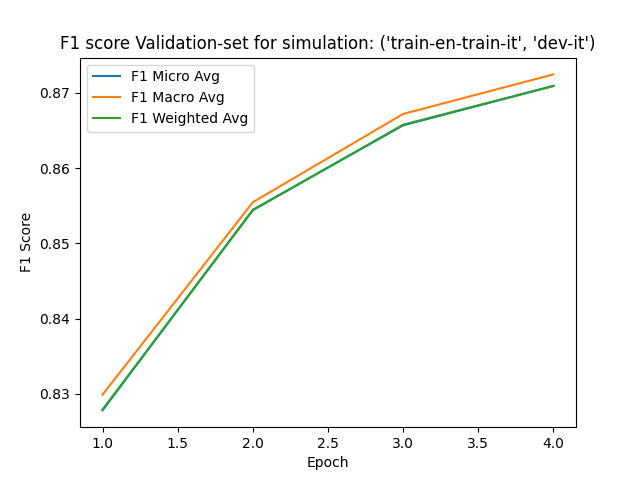 F1 score Validation-set for simulation: ('train-en-train-it', 'dev-it')
F1 Micro Avg
F1 Macro Avg
F1 Weighted Avg
0.87
0.86
0.85
0.84
0.83
F1 Score
1.0 1.5 2.0 2.5 3.0 3.5 4.0
Epoch